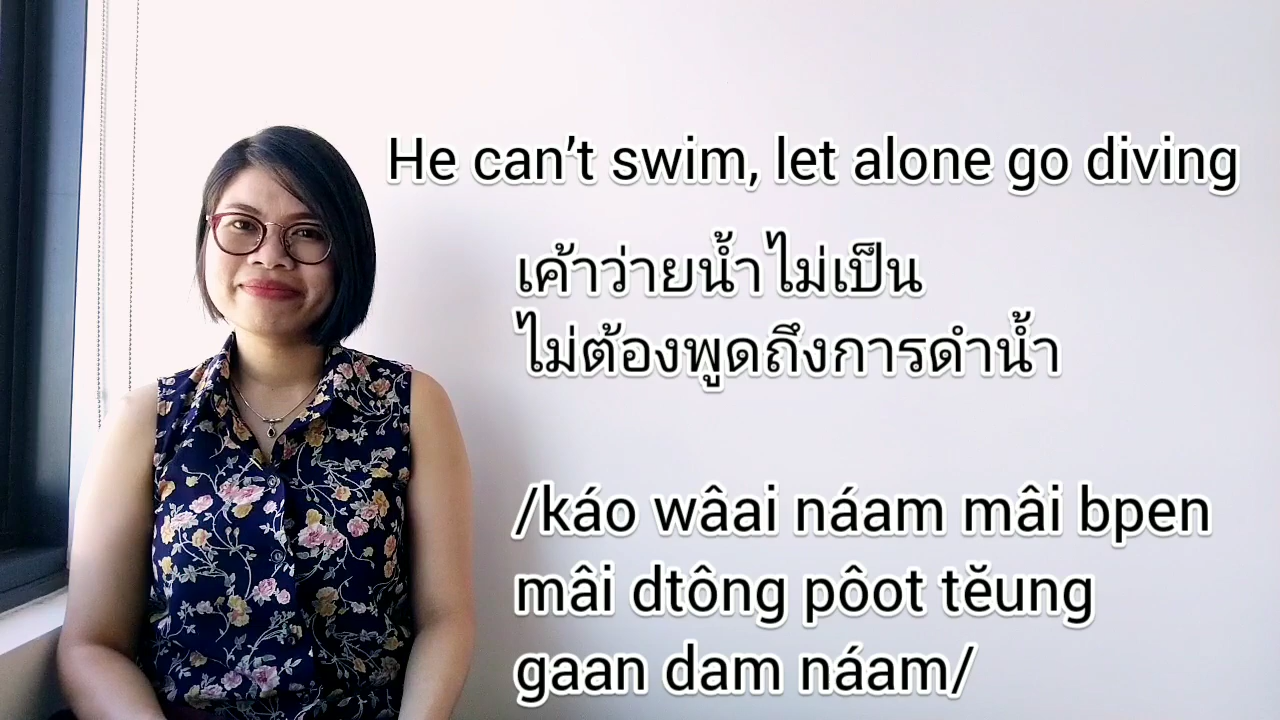 He can’t swim, let alone go diving
เค้าว่ายน้ำไม่เป็น
ไม่ต้องพูดถึงการดำน้ำ
/káo wâai náam mâi bpen
mâi dtông pôot tĕung
gaan dam náam/